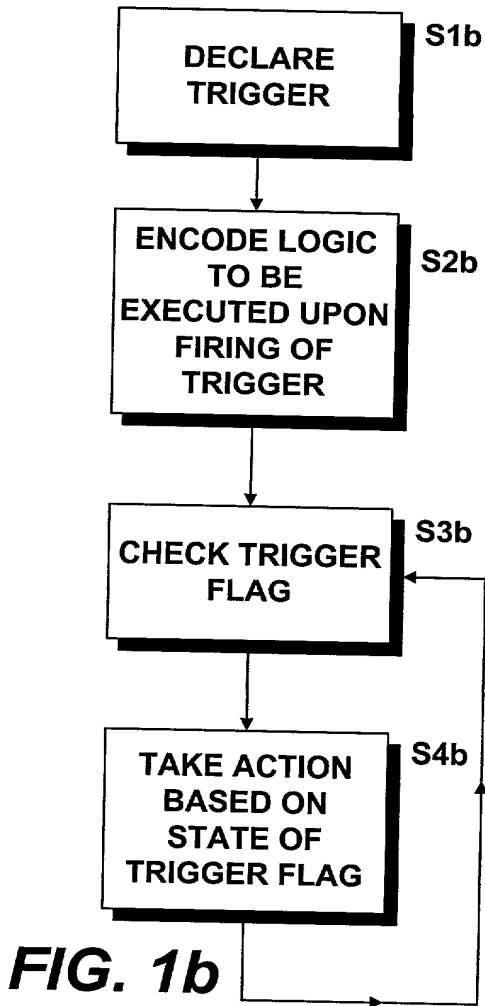 S1b
DECLARE
TRIGGER
S2b
ENCODE LOGIC
TO BE
EXECUTED UPON
FIRING OF
TRIGGER
S3b
CHECK TRIGGER
FLAG
S4b
TAKE ACTION
BASED ON
STATE OF
TRIGGER FLAG
FIG. 1b